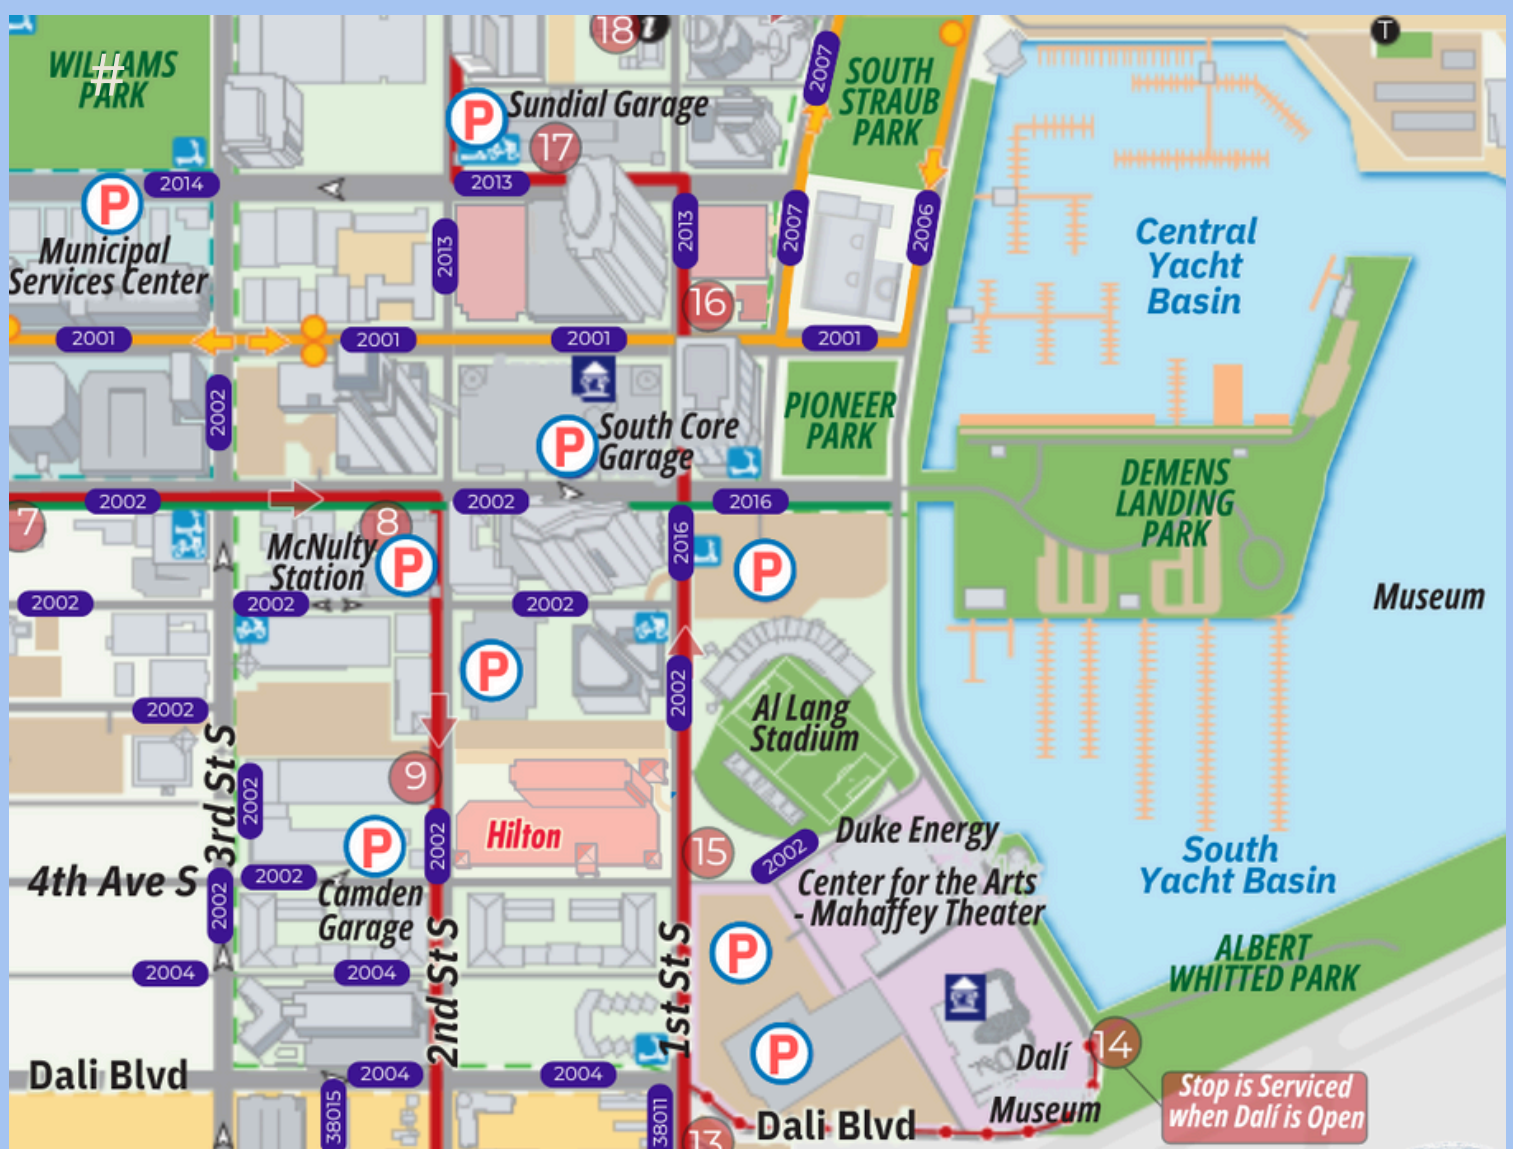 18
i
T
WILLIAMS
PARK
#
SOUTH
STRAUB
PARK
2007
P
Sundial Garage
17
2014
2013
P
Municipal
Services Center
2013
2013
2007
2006
Central
Yacht
Basin
16
2001
2001
2001
2001
2002
PIONEER
PARK
P
South Core
Garage
DEMENS
LANDING
PARK
2002
2002
2016
7
8
McNulty
Station
P
2016
P
Museum
2002
2002
2002
P
2002
2002
Al Lang
Stadium
3rd St S
9
2002
2002
Hilton
P
15
2002
Duke Energy
Center for the Arts
- Mahaffey Theater
South
Yacht Basin
4th Ave S
2002
2002
Camden
Garage
P
ALBERT
WHITTED PARK
2004
2004
2nd St S
1st St S
P
14
Dalí
Museum
Dali Blvd
2004
2004
Stop is Serviced
when Dalí is Open
38015
38011
13
Dali Blvd